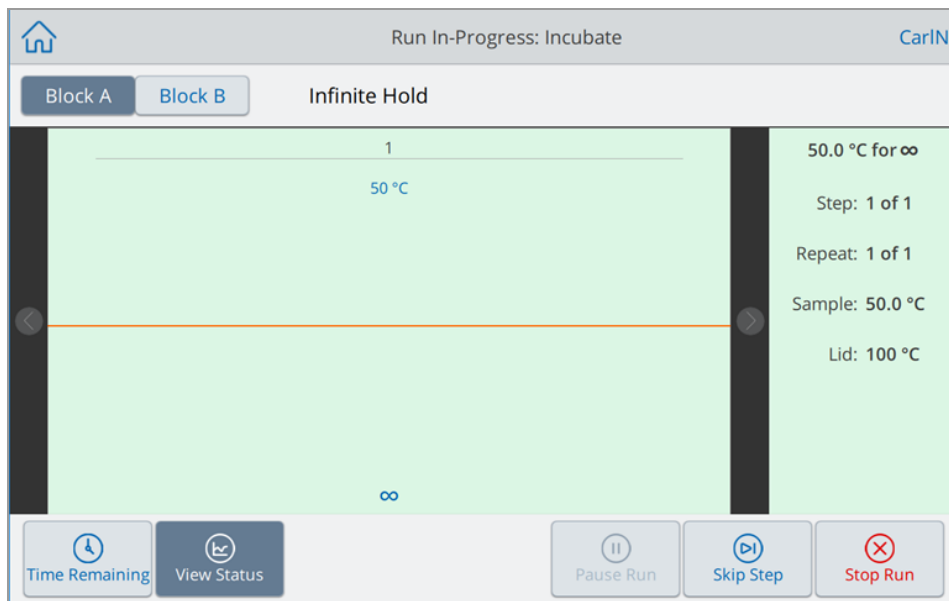 Run In-Progress: Incubate
CarlN
Block A
Block B
Infinite Hold
1
50 °C
∞
50.0 °C for ∞
Step: 1 of 1
Repeat: 1 of 1
Sample: 50.0 °C
Lid: 100 °C
Time Remaining
View Status
Pause Run
Skip Step
Stop Run